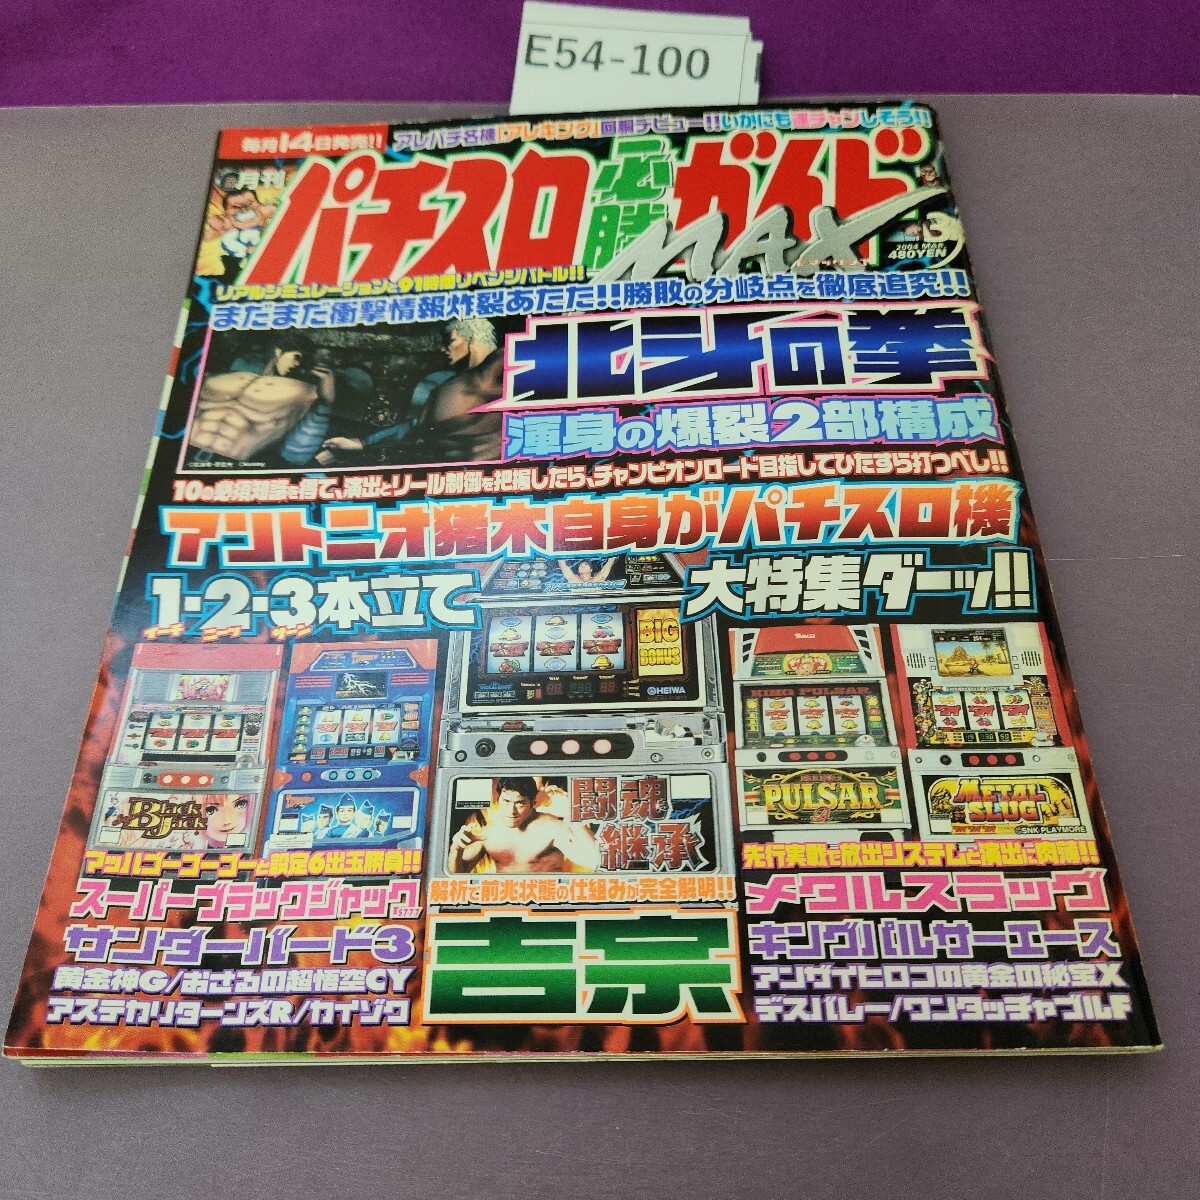 E54-100
毎月14日発売!!
アレパチ名機「アレキング」回胴デビュー!!いかにも連チャンしそう!!
月刊
パチスロ必勝ガイド
MAX
3
2004 MAR.
480YEN
リアルシミュレーションと91時間リベンジバトル!!
まだまだ衝撃情報炸裂あたた!!勝敗の分岐点を徹底追究!!
北斗の拳
渾身の爆裂2部構成
10の必須知識を得て、演出とリール制御を把握したら、チャンピオンロード目指してひたすら打つべし!!
アントニオ猪木自身がパチスロ機
1・2・3本立て
イーチ ニーツ サーン
大特集ダーッ!!
BIG BONUS
HEIWA
KING PULSAR
Black Jack
闘魂
継承
KING
PULSAR
METAL
SLUG
©SNK PLAYMORE
マッハゴーゴーゴーと設定6出玉勝負!!
スーパーブラックジャック
サンダーバード3
黄金神G/おさるの超悟空CY
アステカリターンズR/カイゾク
解析で前兆状態の仕組みが完全解明!!
吉宗
先行実戦で放出システムと演出に肉薄!!
メタルスラッグ
キングパルサーエース
アンザイヒロコの黄金の秘宝X
デスバレー/ワンタッチャブルF